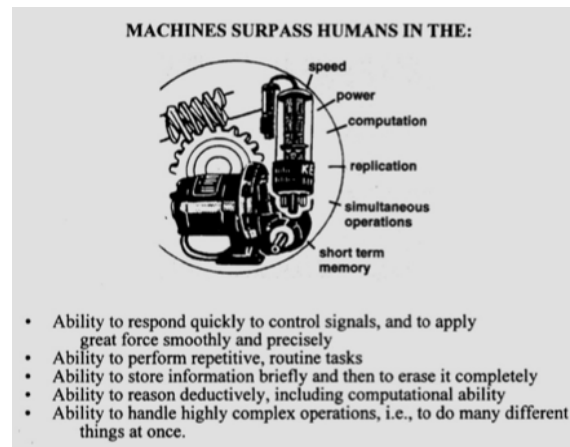 MACHINES SURPASS HUMANS IN THE:
speed
power
computation
replication
simultaneous
operations
short term
memory
• Ability to respond quickly to control signals, and to apply
great force smoothly and precisely
• Ability to perform repetitive, routine tasks
• Ability to store information briefly and then to erase it completely
• Ability to reason deductively, including computational ability
• Ability to handle highly complex operations, i.e., to do many different
things at once.